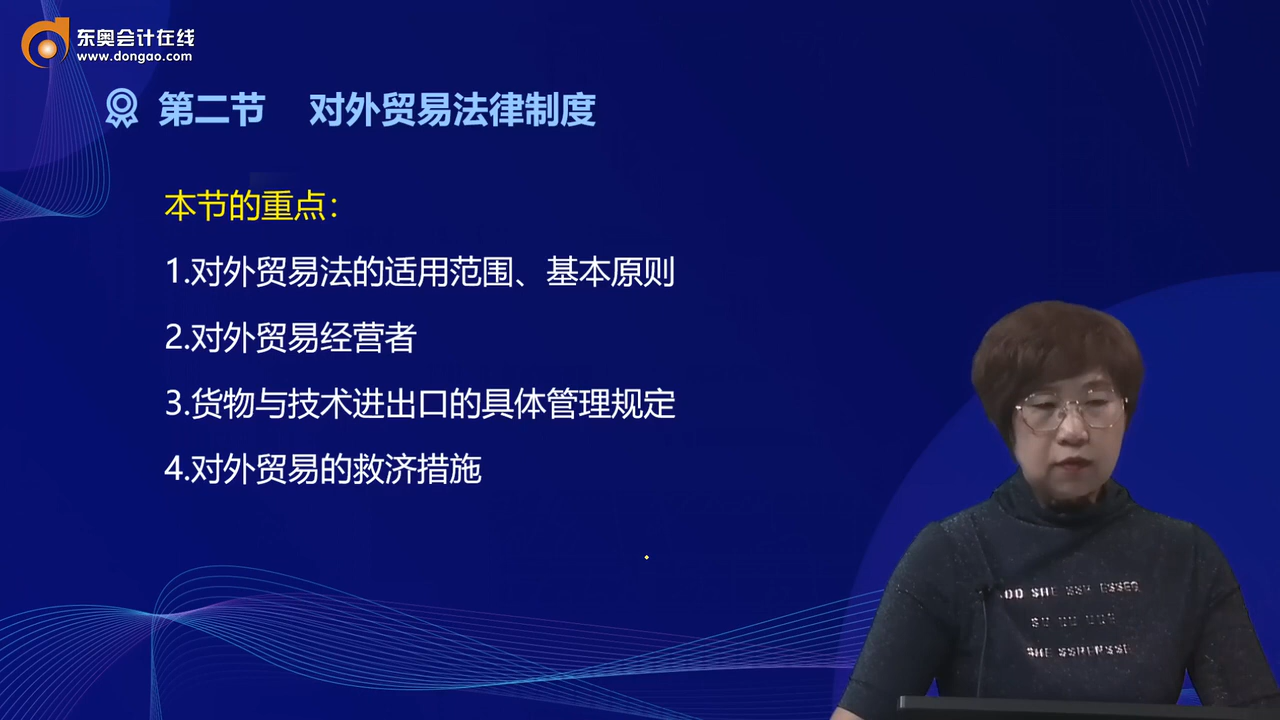 东奥会计在线
www.dongao.com
第二节 对外贸易法律制度
本节的重点：
1.对外贸易法的适用范围、基本原则
2.对外贸易经营者
3.货物与技术进出口的具体管理规定
4.对外贸易的救济措施